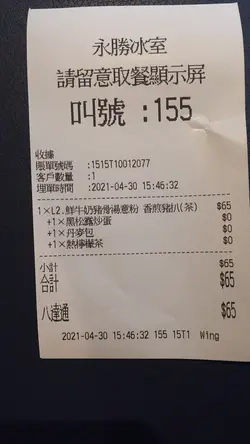 永勝冰室
請留意取餐顯示屏
叫號 :155
收據
賬單號碼 :1515T10012077
客戶數量 :1
埋單時間 :2021-04-30 15:46:32
1×L2.鮮牛奶豬骨湯意粉 香煎豬扒(茶) $65
+1×黑松露炒蛋 $0
+1×丹麥包 $0
+1×熱檸檬茶 $0
小計 $65
合計 $65
八達通 $65
2021-04-30 15:46:32 155 15T1 Wing